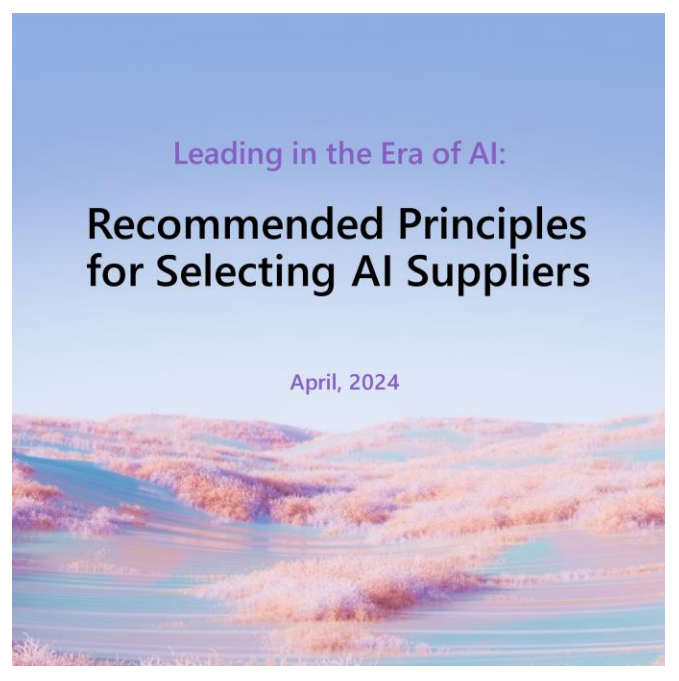 Leading in the Era of AI:
Recommended Principles
for Selecting AI Suppliers
April, 2024